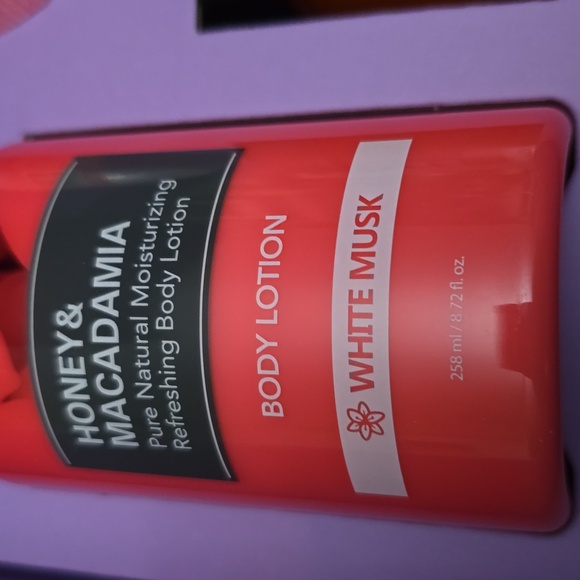 HONEY&
MACADAMIA
Pure Natural Moisturizing
Refreshing Body Lotion
BODY LOTION
WHITE MUSK
258 ml / 8.72 fl. oz.